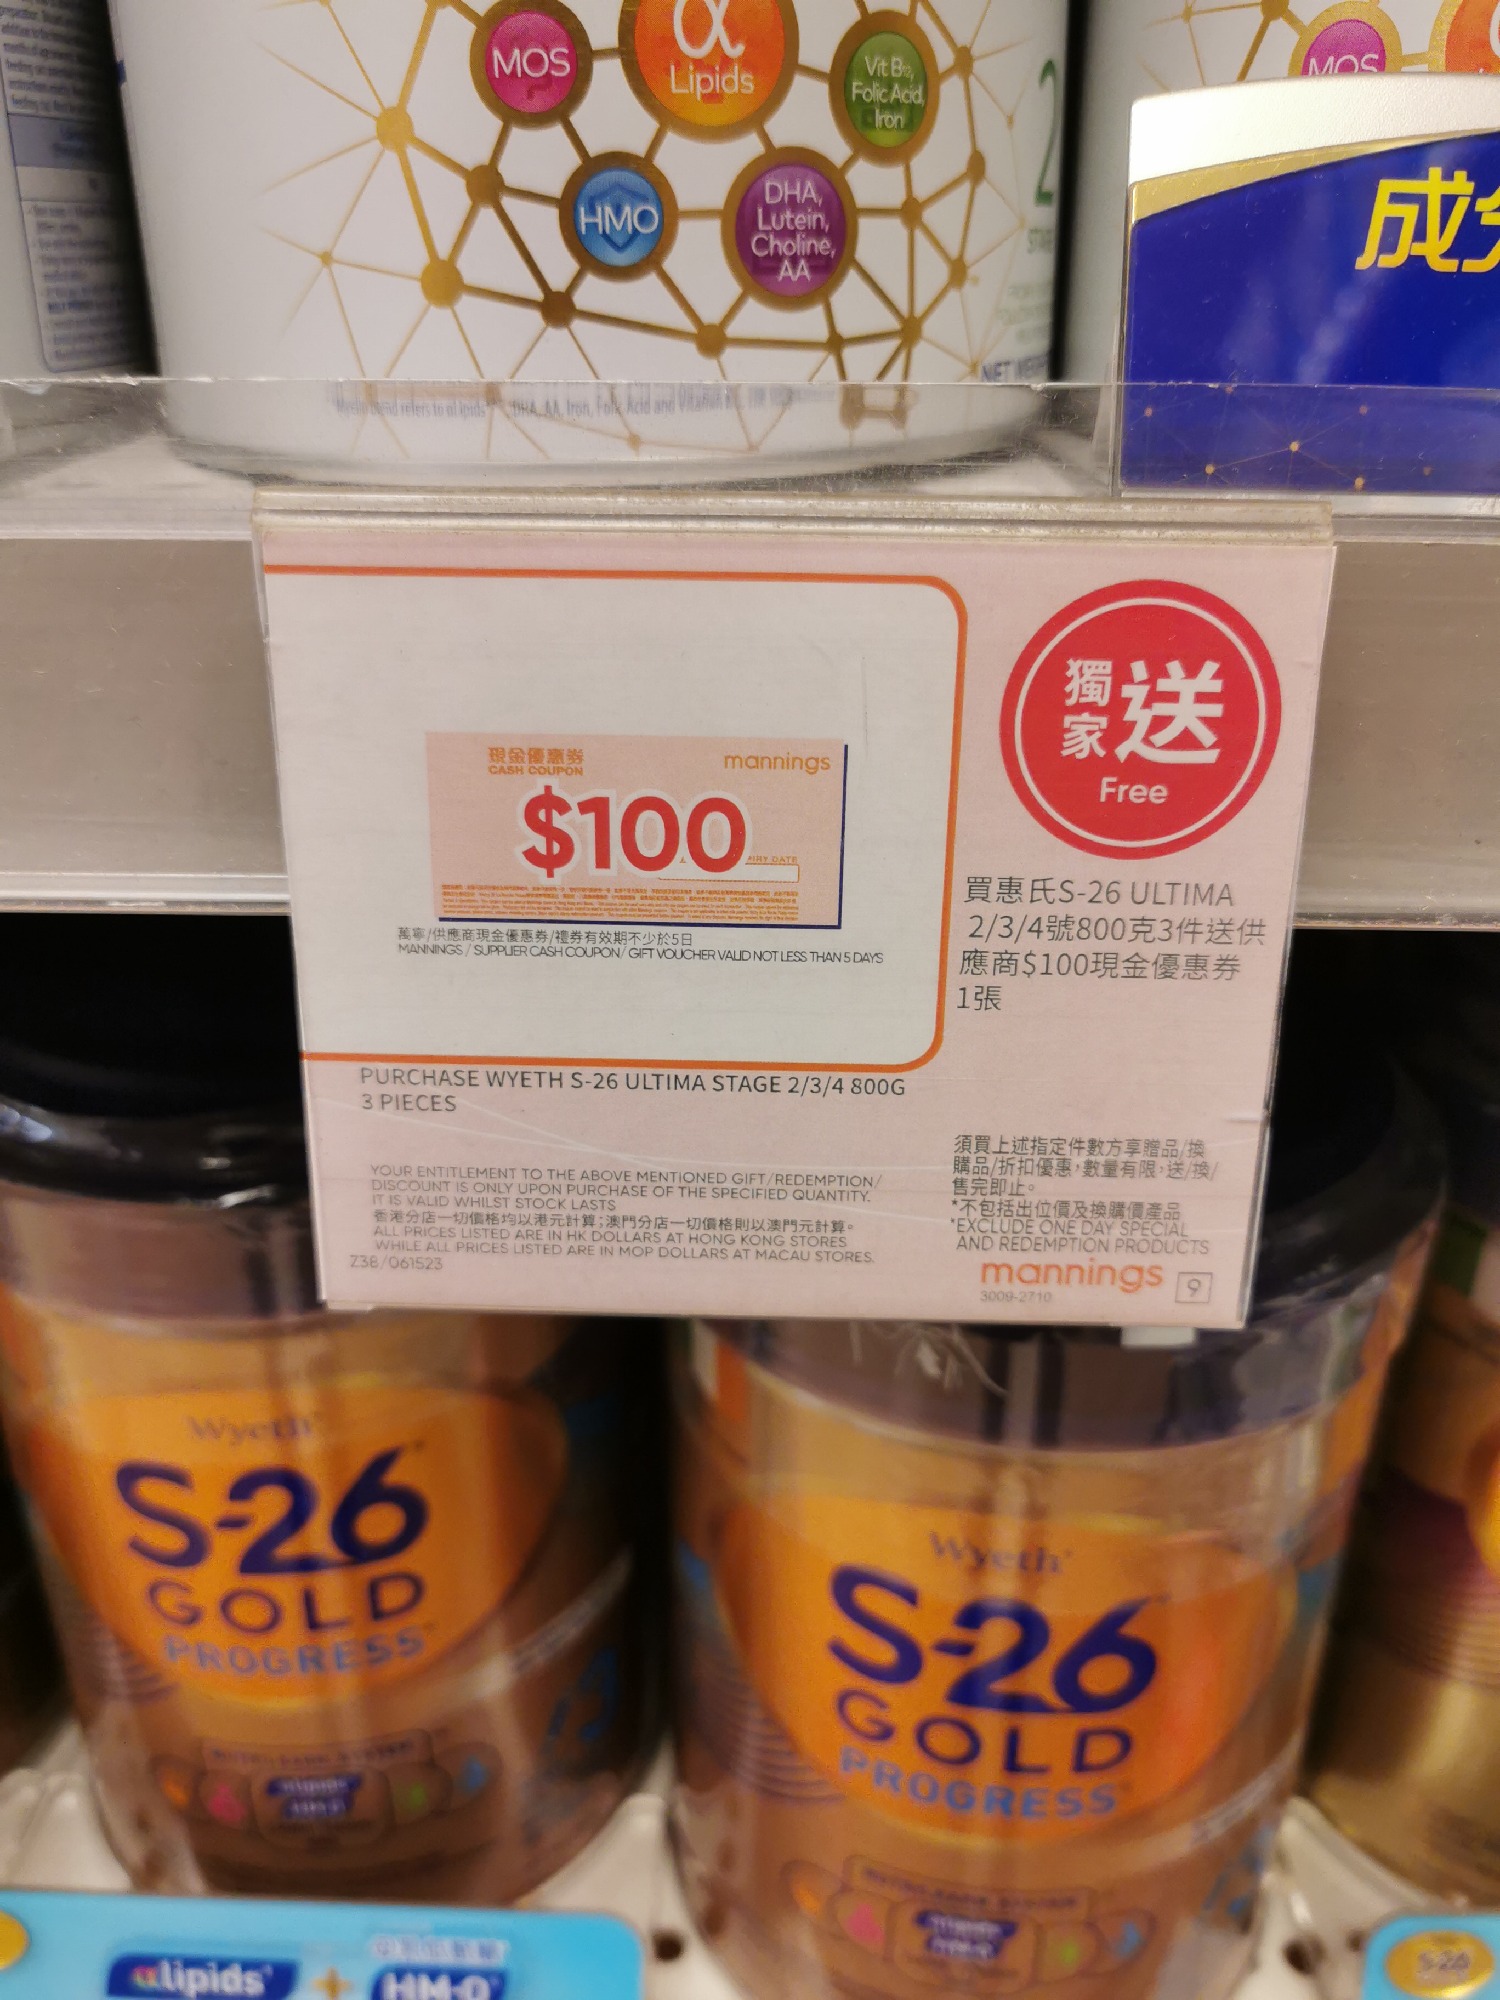 MOS
α
Lipids
Vit B12,
Folic Acid,
Iron
HMO
DHA,
Lutein,
Choline,
AA
2
MOS
成
NET
獨家送
Free
現金優惠券
CASH COUPON
mannings
$100
萬寧/供應商現金優惠券/禮券有效期不少於5日
MANNINGS / SUPPLIER CASH COUPON/ GIFT VOUCHER VALID NOT LESS THAN 5 DAYS
買惠氏S-26 ULTIMA
2/3/4號800克3件送供
應商$100現金優惠券
1張
PURCHASE WYETH S-26 ULTIMA STAGE 2/3/4 800G
3 PIECES
YOUR ENTITLEMENT TO THE ABOVE MENTIONED GIFT/REDEMPTION/
DISCOUNT IS ONLY UPON PURCHASE OF THE SPECIFIED QUANTITY.
IT IS VALID WHILST STOCK LASTS
香港分店一切價格均以港元計算;澳門分店一切價格則以澳門元計算。
ALL PRICES LISTED ARE IN HK DOLLARS AT HONG KONG STORES
WHILE ALL PRICES LISTED ARE IN MOP DOLLARS AT MACAU STORES.
Z3B/061523
須買上述指定件數方享贈品/換
購品/折扣優惠,數量有限,送/換/
售完即止。
*不包括出位價及換購價產品
*EXCLUDE ONE DAY SPECIAL
AND REDEMPTION PRODUCTS
mannings 9
3009-2710
Wyeth
S-26
GOLD
PROGRESS
Wyeth
S-26
GOLD
PROGRESS
αlipids + HM-O
S-26